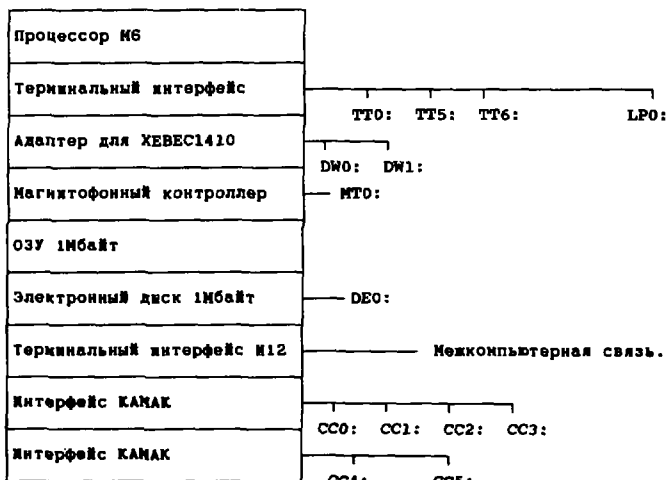 Процессор М6
Терминальный интерфейс
TT0: TT5: TT6: LP0:
Адаптер для XEBEC1410
DW0: DW1:
Магнитофонный контроллер
MT0:
ОЗУ 1Мбайт
Электронный диск 1Мбайт
DE0:
Терминальный интерфейс И12
Межкомпьютерная связь.
Интерфейс КАМАК
CC0: CC1: CC2: CC3:
Интерфейс КАМАК
CC4: CC5: